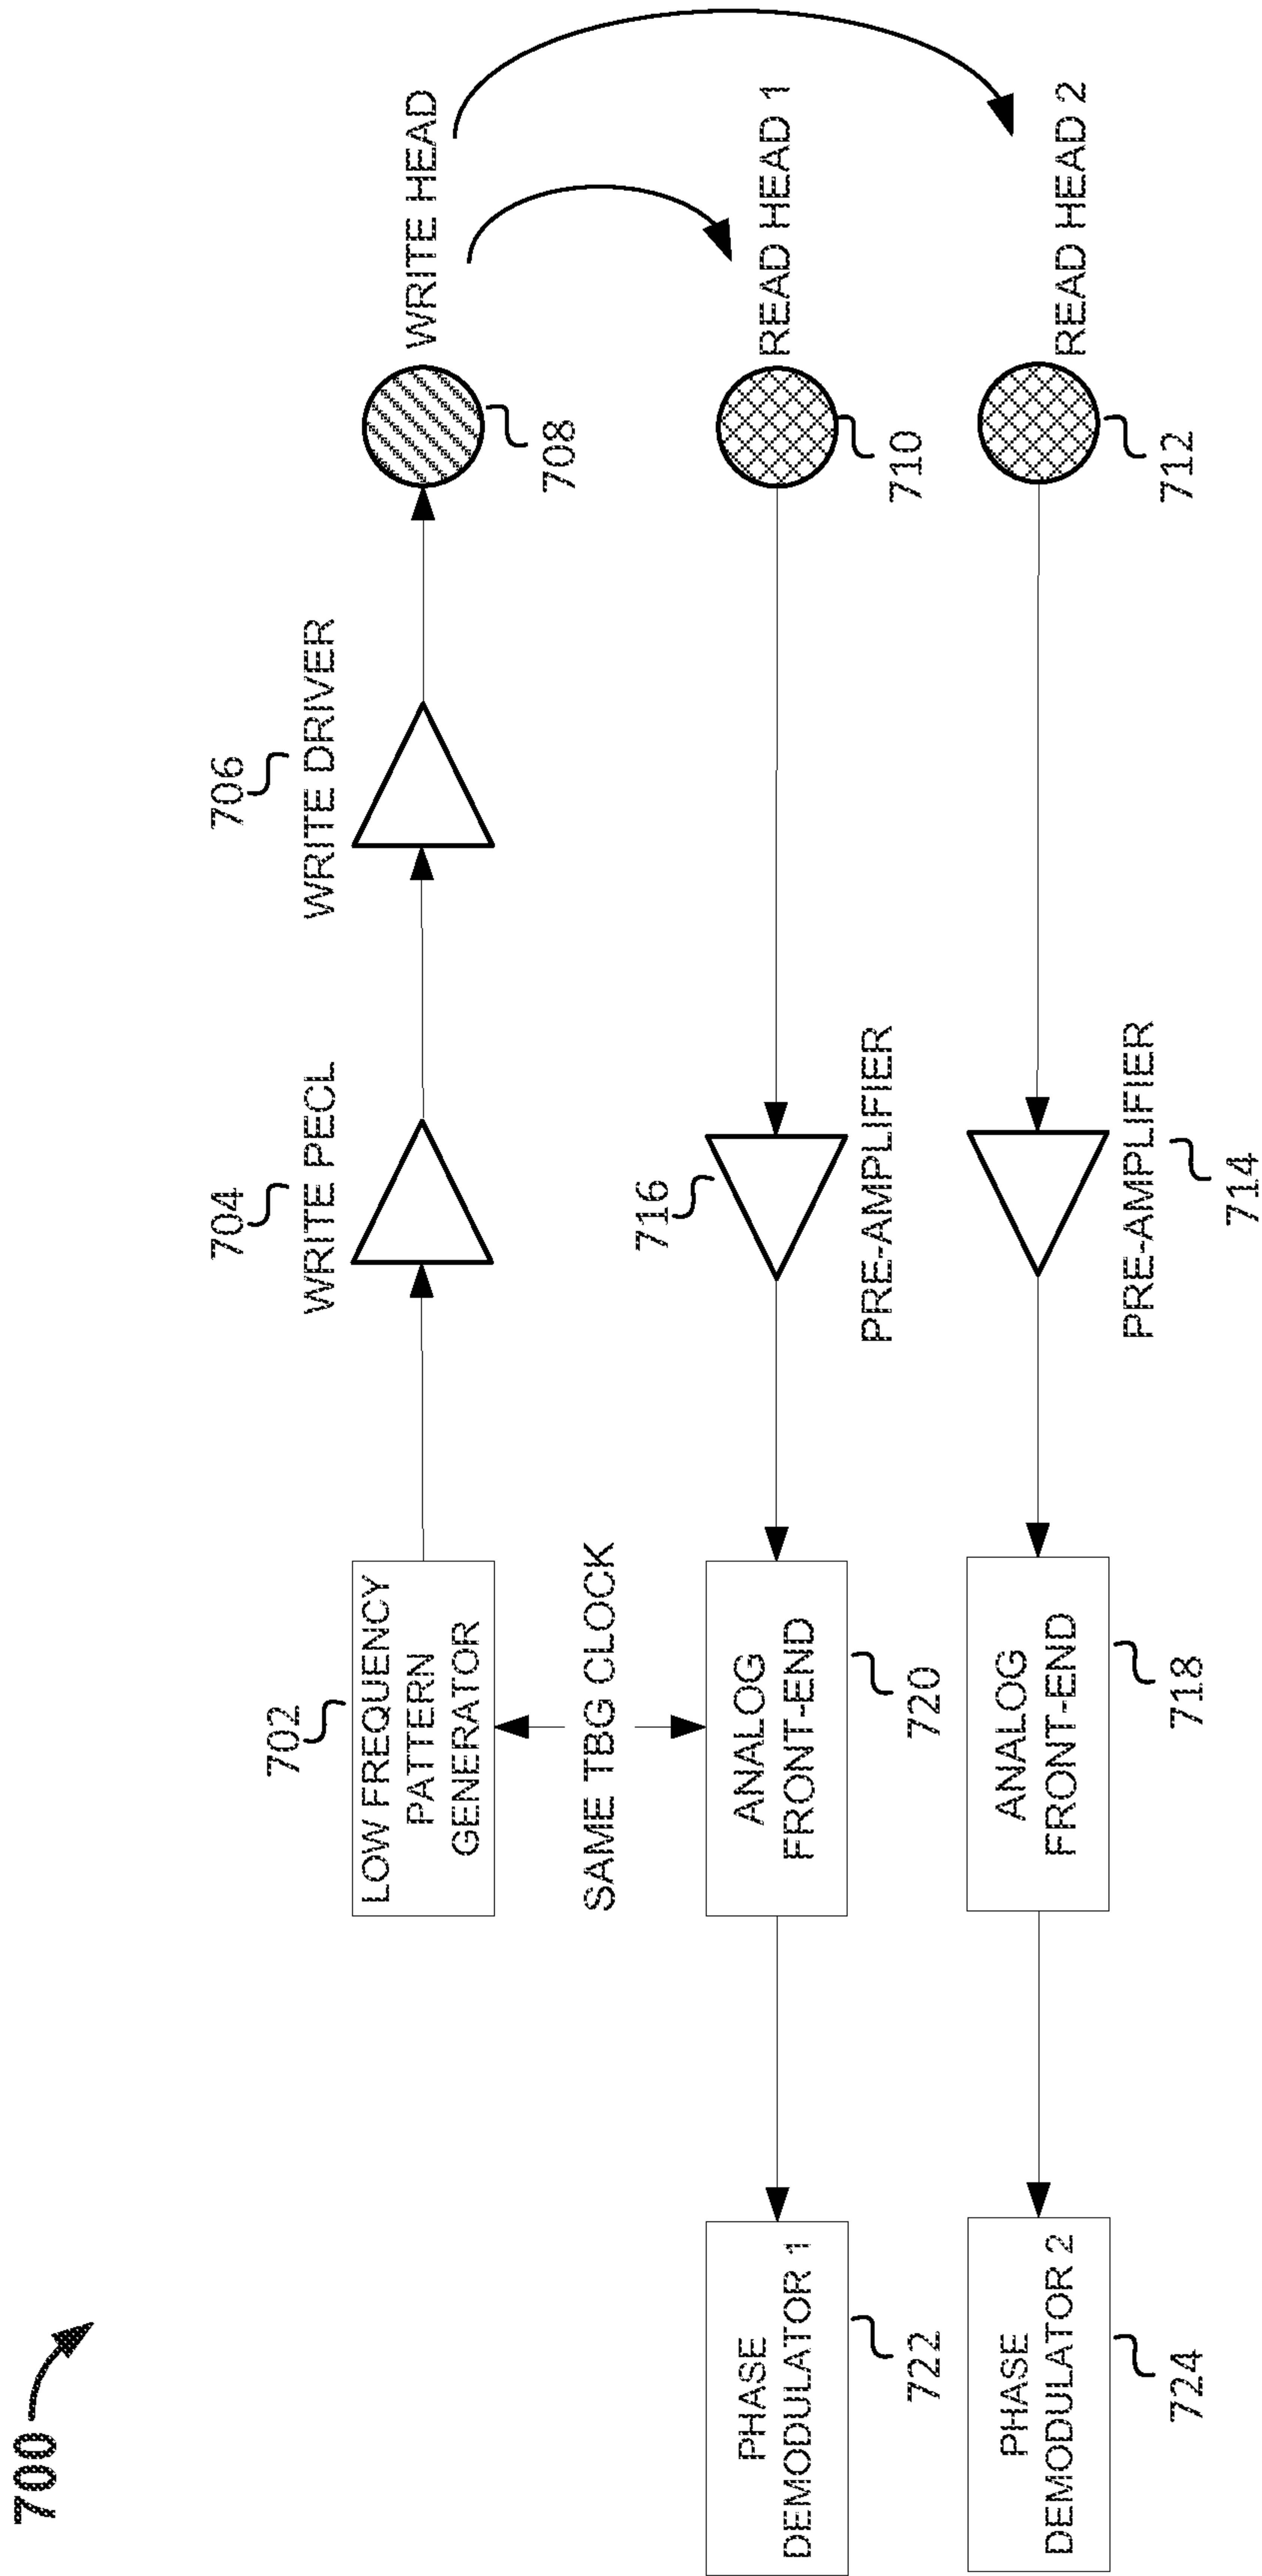 700
704
WRITE PECL
706
WRITE DRIVER
WRITE HEAD
708
702
LOW FREQUENCY
PATTERN
GENERATOR
SAME TBG CLOCK
PHASE
DEMODULATOR 1
722
ANALOG
FRONT-END
720
716
PRE-AMPLIFIER
READ HEAD 1
710
PHASE
DEMODULATOR 2
724
ANALOG
FRONT-END
718
PRE-AMPLIFIER
714
READ HEAD 2
712